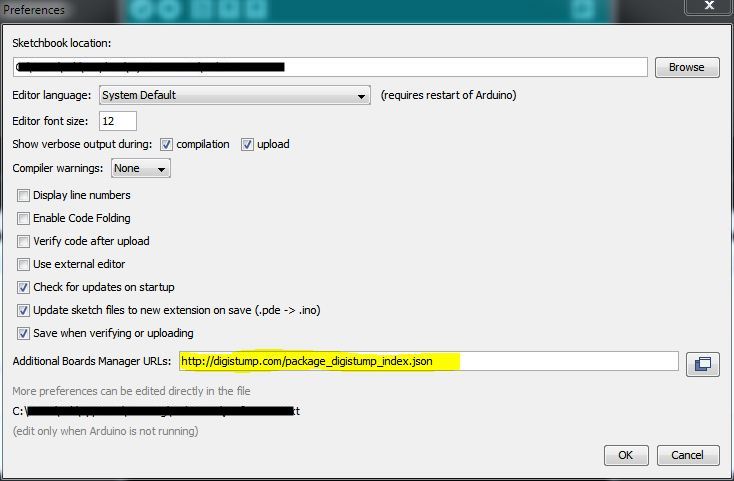 Preferences
Sketchbook location:
Browse
Editor language: System Default (requires restart of Arduino)
Editor font size: 12
Show verbose output during: compilation upload
Compiler warnings: None
Display line numbers
Enable Code Folding
Verify code after upload
Use external editor
Check for updates on startup
Update sketch files to new extension on save (.pde -> .ino)
Save when verifying or uploading
Additional Boards Manager URLs: http://digistump.com/package_digistump_index.json
More preferences can be edited directly in the file
C:\
(edit only when Arduino is not running)
OK Cancel